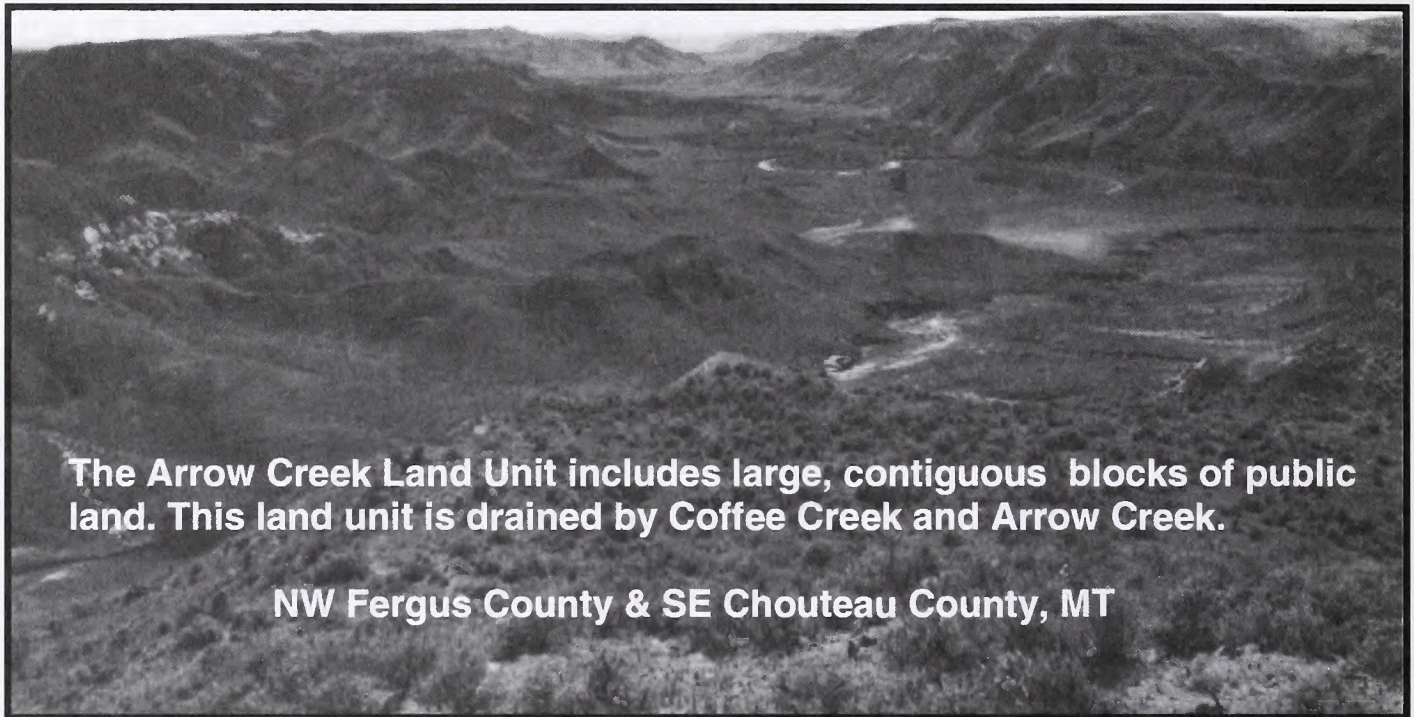 The Arrow Creek Land Unit includes large, contiguous blocks of public
land. This land unit is drained by Coffee Creek and Arrow Creek.
NW Fergus County & SE Chouteau County, MT